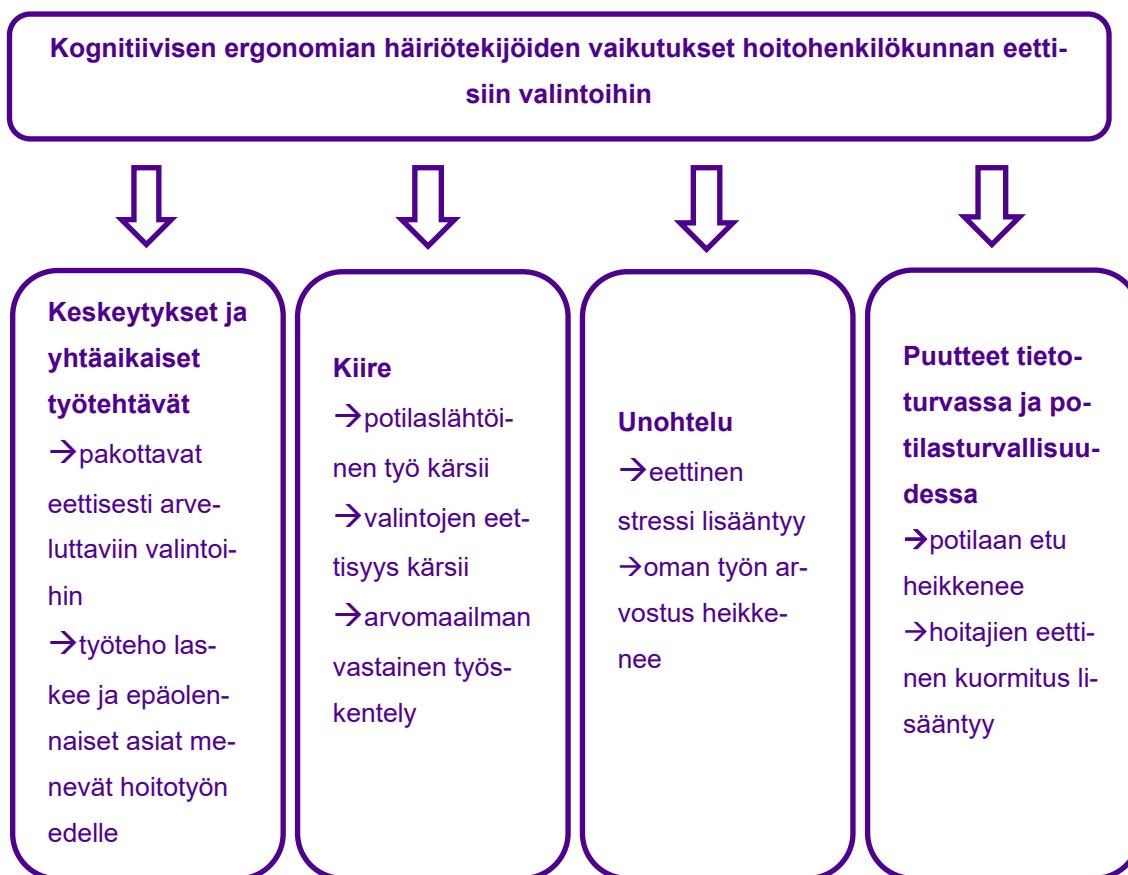 Kognitiivisen ergonomian häiriötekijöiden vaikutukset hoitohenkilökunnan eetti-
siin valintoihin
Keskeytykset ja
yhtäaikaiset
työtehtävät
→pakottavat
eettisesti arve-
luttaviin valintoi-
hin
→työteho las-
kee ja epäolen-
naiset asiat me-
nevät hoitotyön
edelle
Kiire
→potilaslähtöi-
nen työ kärsii
→valintojen eet-
tisyys kärsii
→arvomaailman
vastainen työs-
kentely
Unohtelu
→eettinen
stressi lisääntyy
→oman työn ar-
vostus heikke-
nee
Puutteet tieto-
turvassa ja po-
tilasturvallisuu-
dessa
→potilaan etu
heikkenee
→hoitajien eetti-
nen kuormitus li-
sääntyy